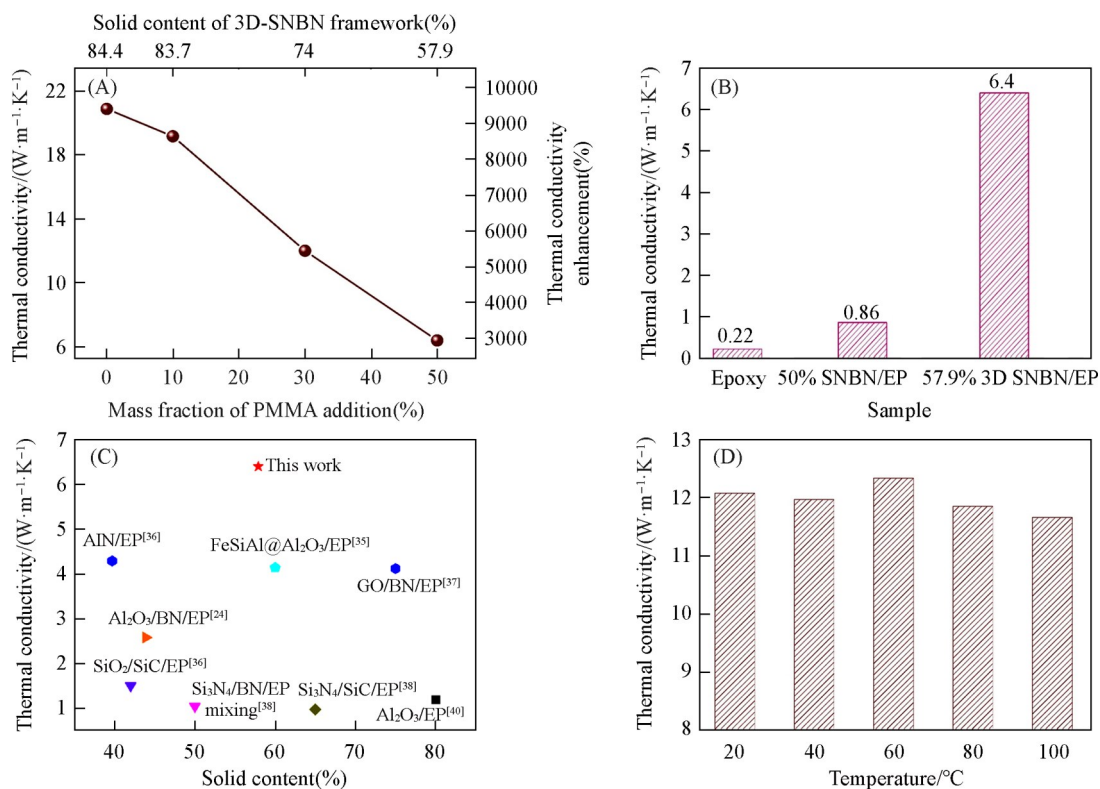 Solid content of 3D-SNBN framework(%)
84.4 83.7 74 57.9
(A)
22
18
14
10
6
Thermal conductivity/(W·m⁻¹·K⁻¹)
10000
9000
8000
7000
6000
5000
4000
3000
Thermal conductivity
enhancement(%)
0 10 20 30 40 50
Mass fraction of PMMA addition(%)
(B)
7
6
5
4
3
2
1
0
Thermal conductivity/(W·m⁻¹·K⁻¹)
0.22
0.86
6.4
Epoxy 50% SNBN/EP 57.9% 3D SNBN/EP
Sample
(C)
7
6
5
4
3
2
1
Thermal conductivity/(W·m⁻¹·K⁻¹)
This work
AlN/EP[36]
FeSiAl@Al₂O₃/EP[35]
GO/BN/EP[37]
Al₂O₃/BN/EP[24]
SiO₂/SiC/EP[36]
Si₃N₄/BN/EP
mixing[38]
Si₃N₄/SiC/EP[38]
Al₂O₃/EP[40]
40 50 60 70 80
Solid content(%)
(D)
13
12
11
10
9
8
Thermal conductivity/(W·m⁻¹·K⁻¹)
20 40 60 80 100
Temperature/°C